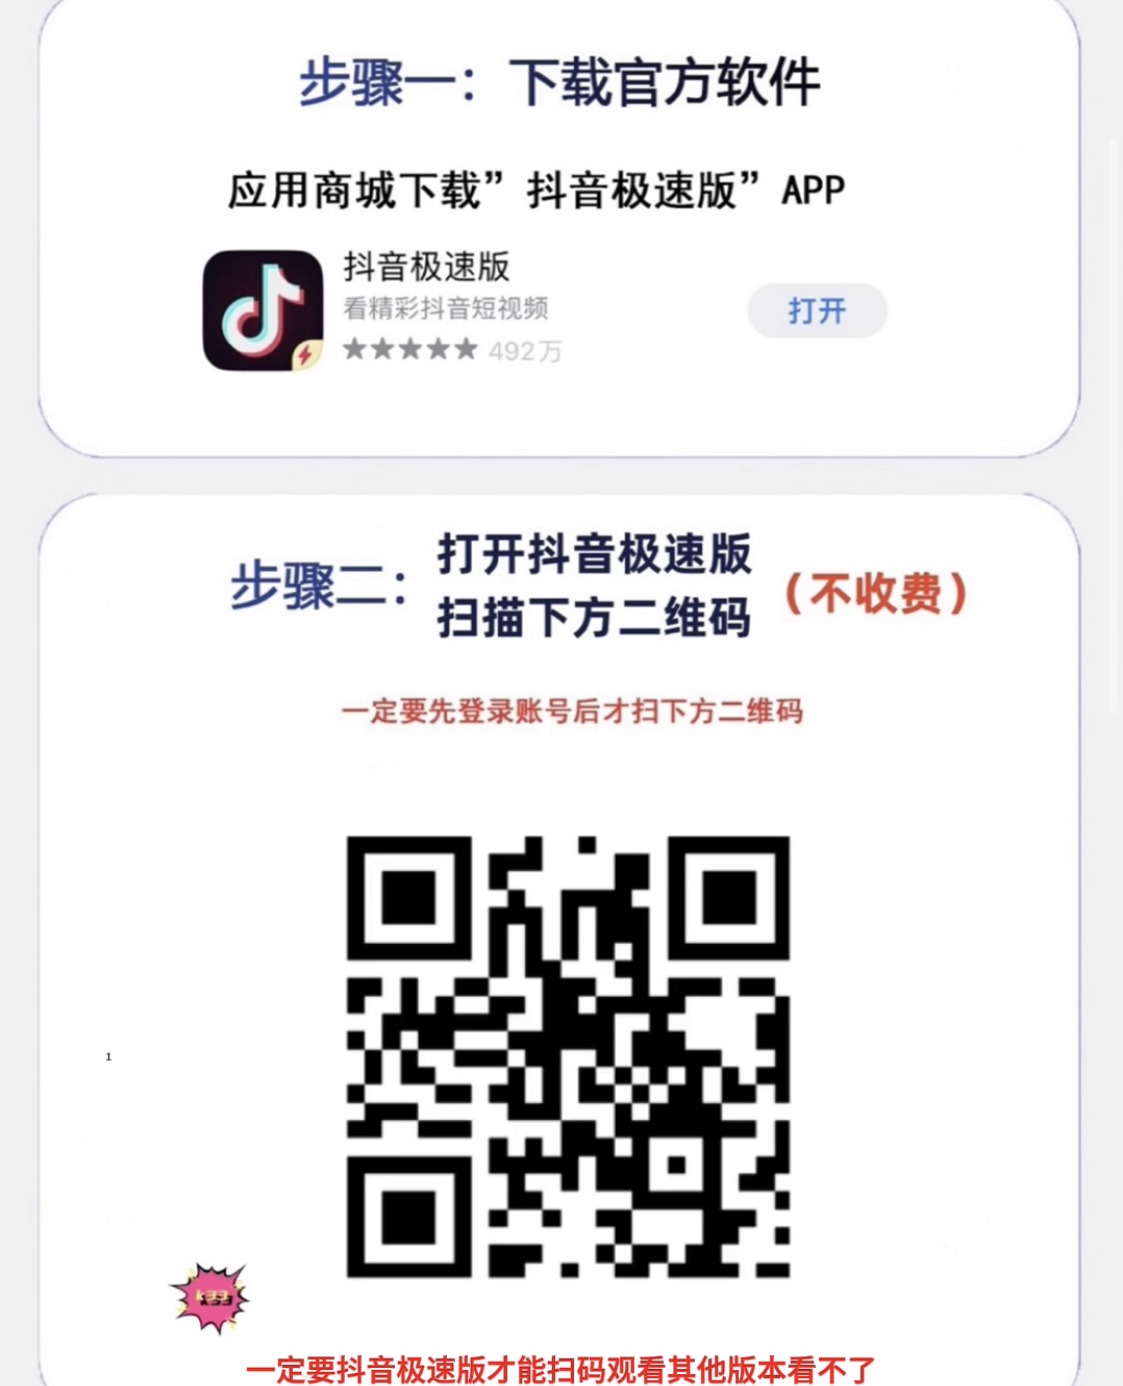 步骤一：下载官方软件
应用商城下载”抖音极速版”APP
抖音极速版
看精彩抖音短视频
★★★★★ 492万
打开
步骤二：
打开抖音极速版
扫描下方二维码
（不收费）
一定要先登录账号后才扫下方二维码
1
k33
一定要抖音极速版才能扫码观看其他版本看不了